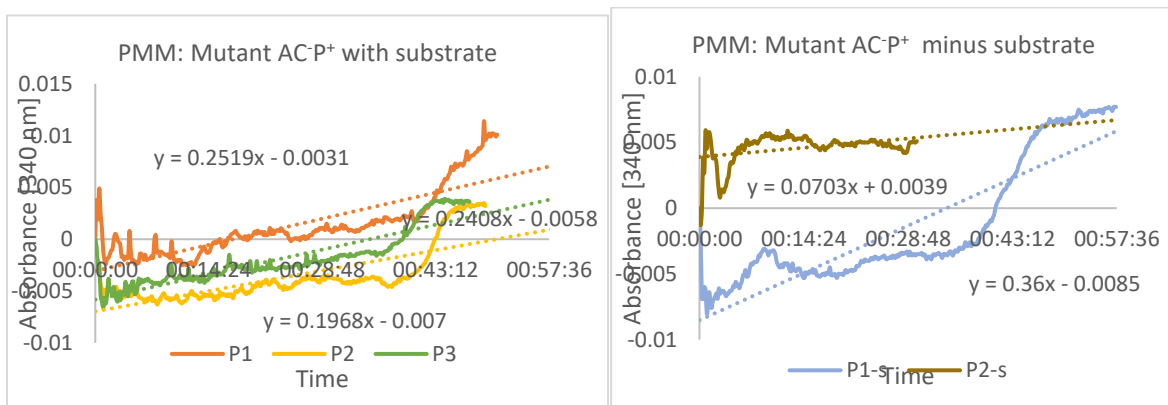 PMM: Mutant AC⁻P⁺ with substrate
Absorbance [340 nm]
0.015
0.01
0.005
0
-0.005
-0.01
00:00:00 00:14:24 00:28:48 00:43:12 00:57:36
y = 0.2519x - 0.0031
y = 0.2408x - 0.0058
y = 0.1968x - 0.007
P1 P2 P3
Time
PMM: Mutant AC⁻P⁺ minus substrate
Absorbance [340 nm]
0.01
0.005
0
-0.005
-0.01
00:00:00 00:14:24 00:28:48 00:43:12 00:57:36
y = 0.0703x + 0.0039
y = 0.36x - 0.0085
P1-s P2-s
Time